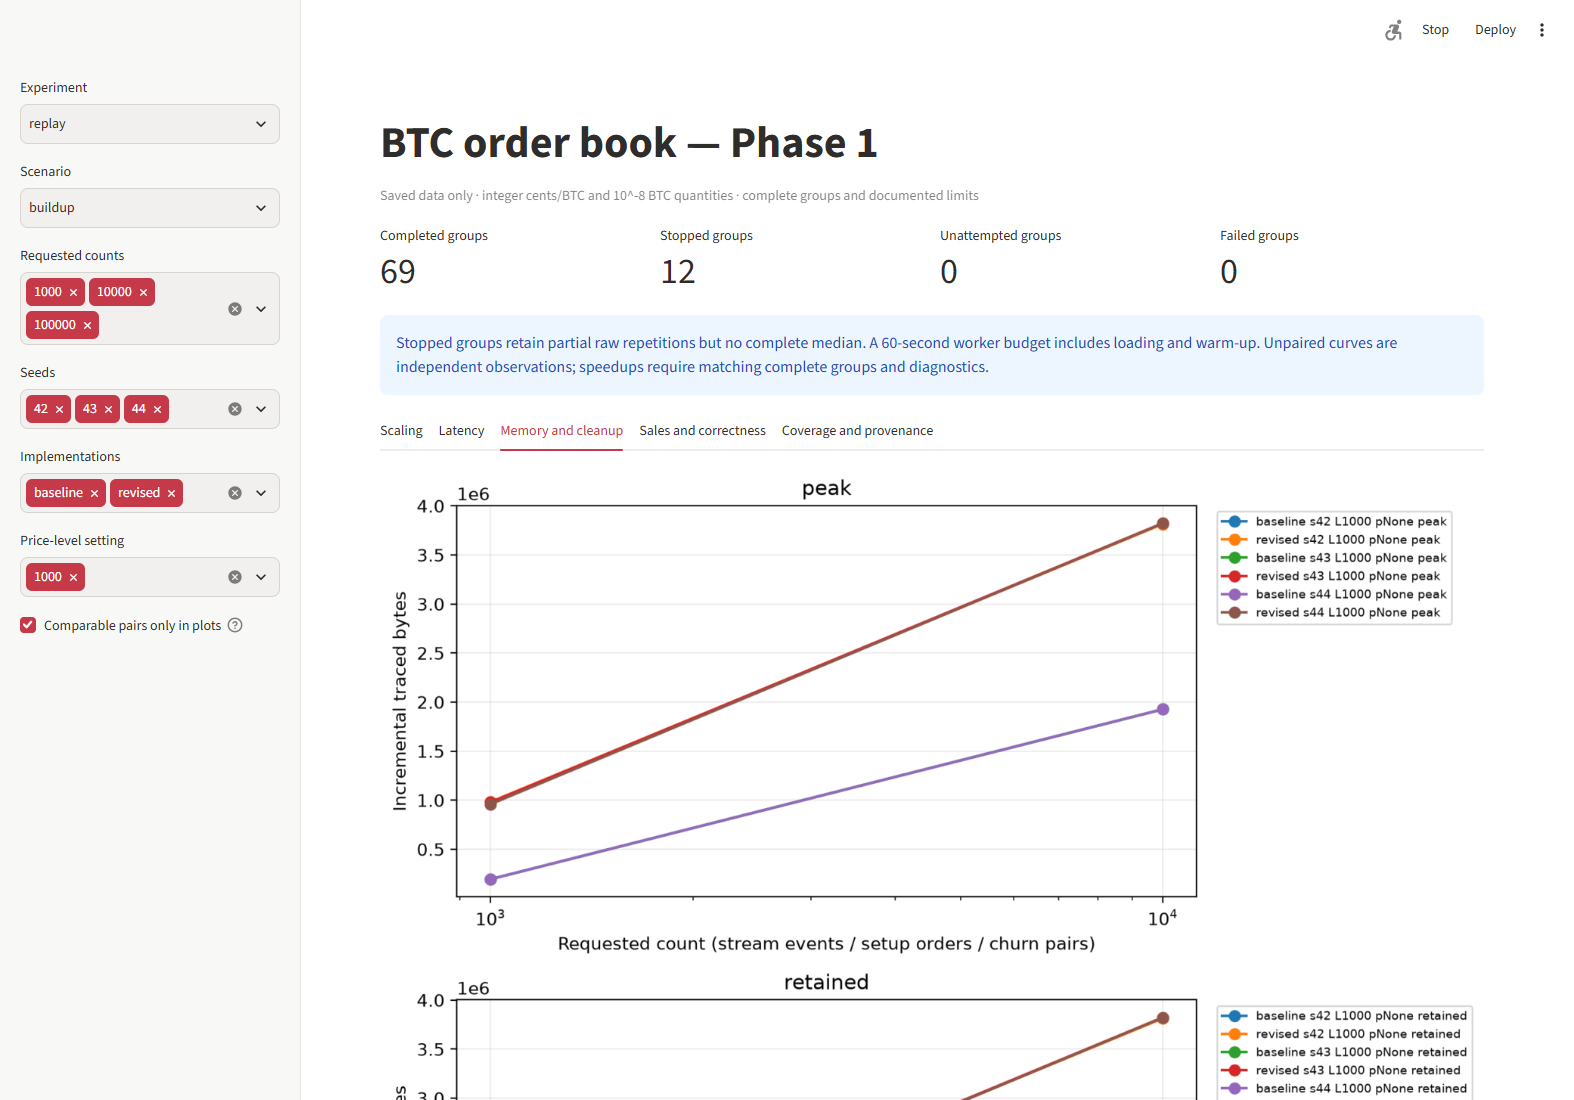 Stop
Deploy
Experiment
replay
Scenario
buildup
Requested counts
1000 ×
10000 ×
100000 ×
Seeds
42 ×
43 ×
44 ×
Implementations
baseline ×
revised ×
Price-level setting
1000 ×
Comparable pairs only in plots
BTC order book — Phase 1
Saved data only · integer cents/BTC and 10^-8 BTC quantities · complete groups and documented limits
Completed groups
69
Stopped groups
12
Unattempted groups
0
Failed groups
0
Stopped groups retain partial raw repetitions but no complete median. A 60-second worker budget includes loading and warm-up. Unpaired curves are
independent observations; speedups require matching complete groups and diagnostics.
Scaling
Latency
Memory and cleanup
Sales and correctness
Coverage and provenance
peak
1e6
4.0
3.5
3.0
2.5
2.0
1.5
1.0
0.5
Incremental traced bytes
10³
10⁴
Requested count (stream events / setup orders / churn pairs)
baseline s42 L1000 pNone peak
revised s42 L1000 pNone peak
baseline s43 L1000 pNone peak
revised s43 L1000 pNone peak
baseline s44 L1000 pNone peak
revised s44 L1000 pNone peak
retained
1e6
4.0
3.5
3.0
baseline s42 L1000 pNone retained
revised s42 L1000 pNone retained
baseline s43 L1000 pNone retained
revised s43 L1000 pNone retained
baseline s44 L1000 pNone retained